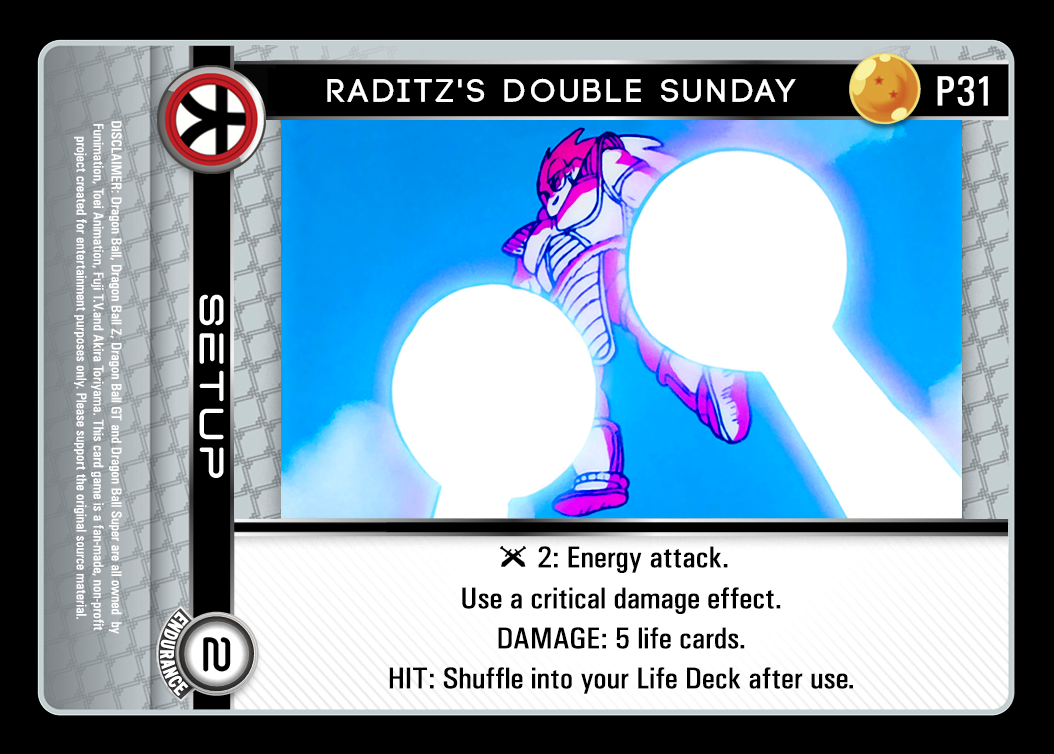 RADITZ'S DOUBLE SUNDAY
P31
DISCLAIMER: Dragon Ball, Dragon Ball Z, Dragon Ball GT and Dragon Ball Super are all owned by
Funimation, Toei Animation, Fuji T.V.and Akira Toriyama. This card game is a fan-made, non-profit
project created for entertainment purposes only. Please support the original source material.
SETUP
2: Energy attack.
Use a critical damage effect.
DAMAGE: 5 life cards.
HIT: Shuffle into your Life Deck after use.
ENDURANCE
2